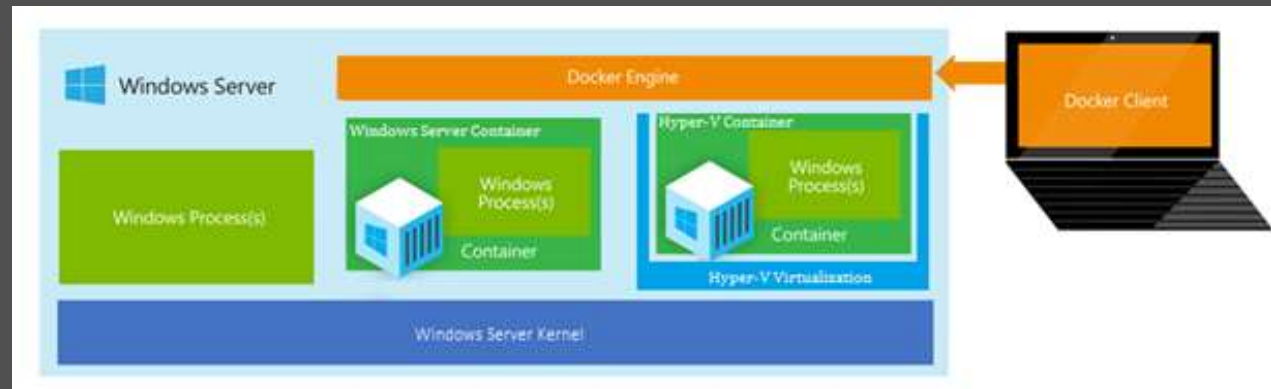 Windows Server
Docker Engine
Docker Client
Windows Server Container
Windows
Process(s)
Container
Hyper-V Container
Windows
Process(s)
Container
Hyper-V Virtualization
Windows Process(s)
Windows Server Kernel